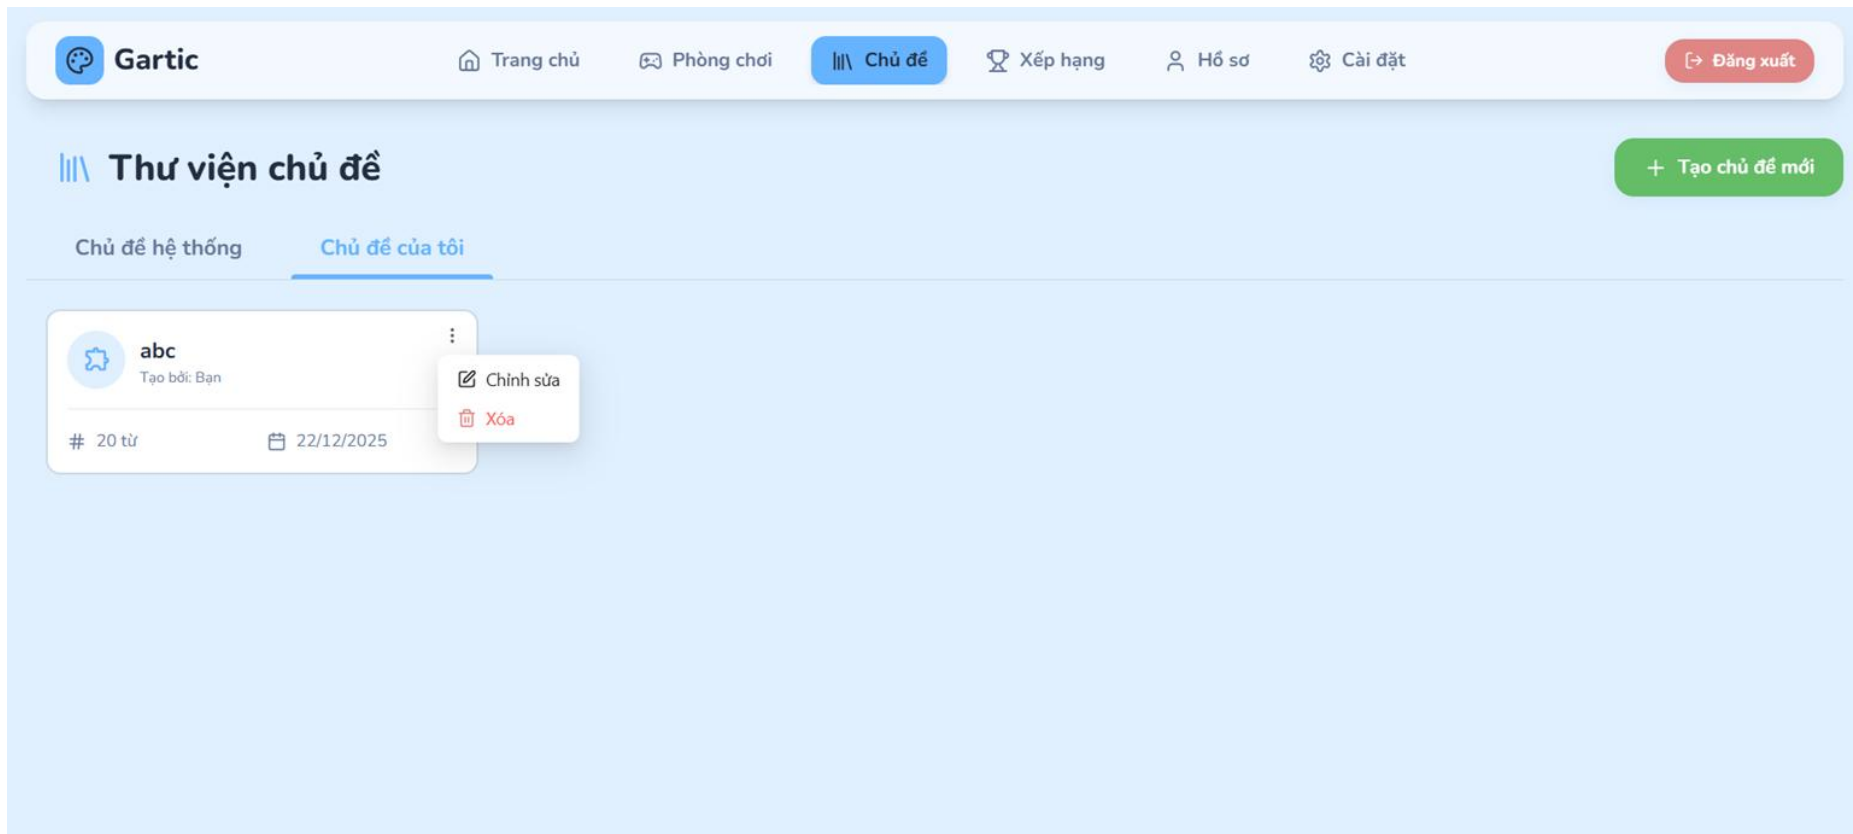 Gartic
Trang chủ
Phòng chơi
Chủ đề
Xếp hạng
Hồ sơ
Cài đặt
Đăng xuất
Thư viện chủ đề
+ Tạo chủ đề mới
Chủ đề hệ thống
Chủ đề của tôi
abc
Tạo bởi: Bạn
Chỉnh sửa
Xóa
# 20 từ
22/12/2025